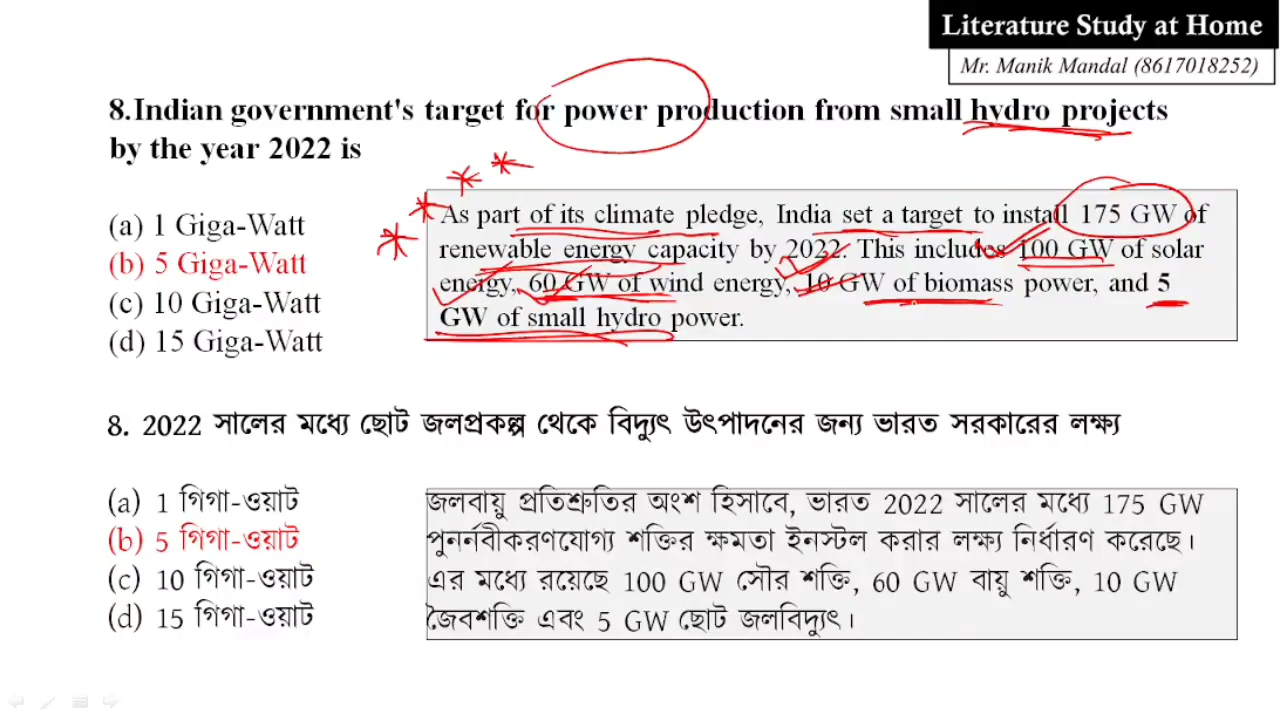 Literature Study at Home
Mr. Manik Mandal (8617018252)
8.Indian government's target for power production from small hydro projects
by the year 2022 is
(a) 1 Giga-Watt
(b) 5 Giga-Watt
(c) 10 Giga-Watt
(d) 15 Giga-Watt
As part of its climate pledge, India set a target to install 175 GW of
renewable energy capacity by 2022. This includes 100 GW of solar
energy, 60 GW of wind energy, 10 GW of biomass power, and 5
GW of small hydro power.
8. 2022 সালের মধ্যে ছোট জলপ্রকল্প থেকে বিদ্যুৎ উৎপাদনের জন্য ভারত সরকারের লক্ষ্য
(a) 1 গিগা-ওয়াট
(b) 5 গিগা-ওয়াট
(c) 10 গিগা-ওয়াট
(d) 15 গিগা-ওয়াট
জলবায়ু প্রতিশ্রুতির অংশ হিসাবে, ভারত 2022 সালের মধ্যে 175 GW
পুনর্নবীকরণযোগ্য শক্তির ক্ষমতা ইনস্টল করার লক্ষ্য নির্ধারণ করেছে।
এর মধ্যে রয়েছে 100 GW সৌর শক্তি, 60 GW বায়ু শক্তি, 10 GW
জৈবশক্তি এবং 5 GW ছোট জলবিদ্যুৎ।